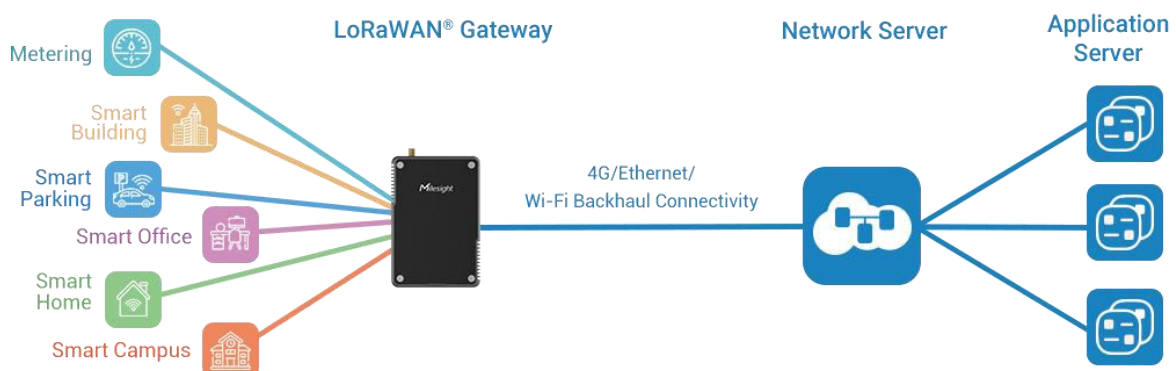 LoRaWAN® Gateway
Network Server
Application
Server
Metering
Smart
Building
Smart
Parking
Smart Office
Smart
Home
Smart Campus
P
Milesight
4G/Ethernet/
Wi-Fi Backhaul Connectivity